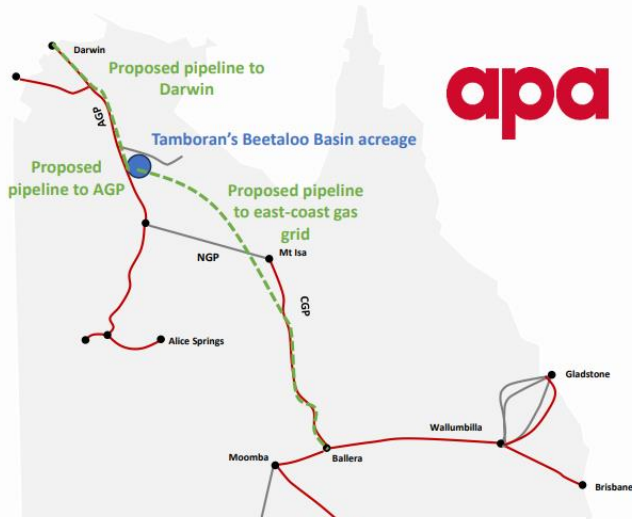 Darwin
Proposed pipeline to
Darwin
apa
AGP
Tamboran's Beetaloo Basin acreage
Proposed
pipeline to AGP
Proposed pipeline
to east-coast gas
grid
NGP
Mt Isa
CGP
Alice Springs
Gladstone
Wallumbilla
Moomba
Ballera
Brisbane